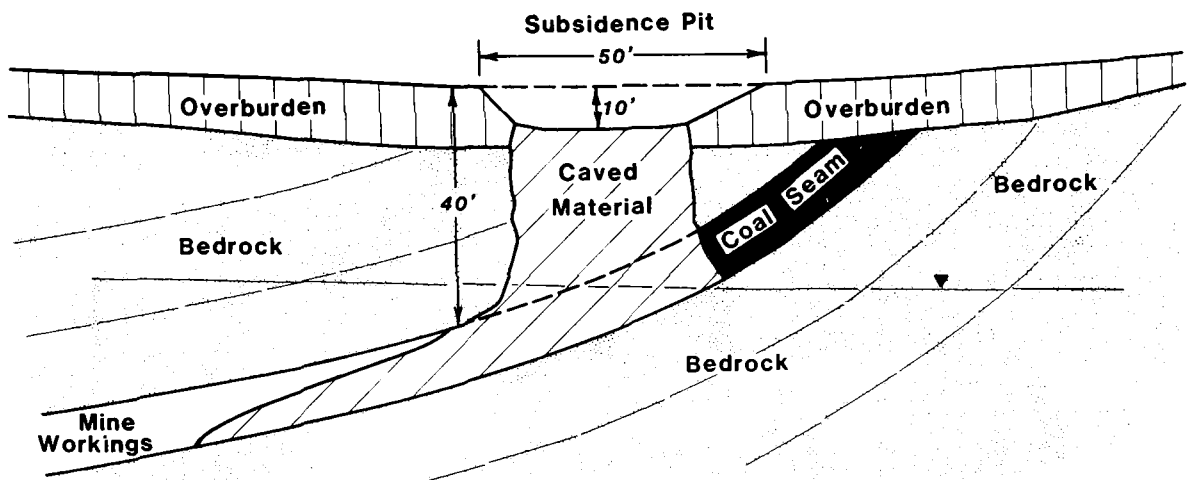 Subsidence Pit
50'
Overburden
10'
Overburden
Caved
Material
Coal Seam
Bedrock
40'
Bedrock
Bedrock
Mine
Workings